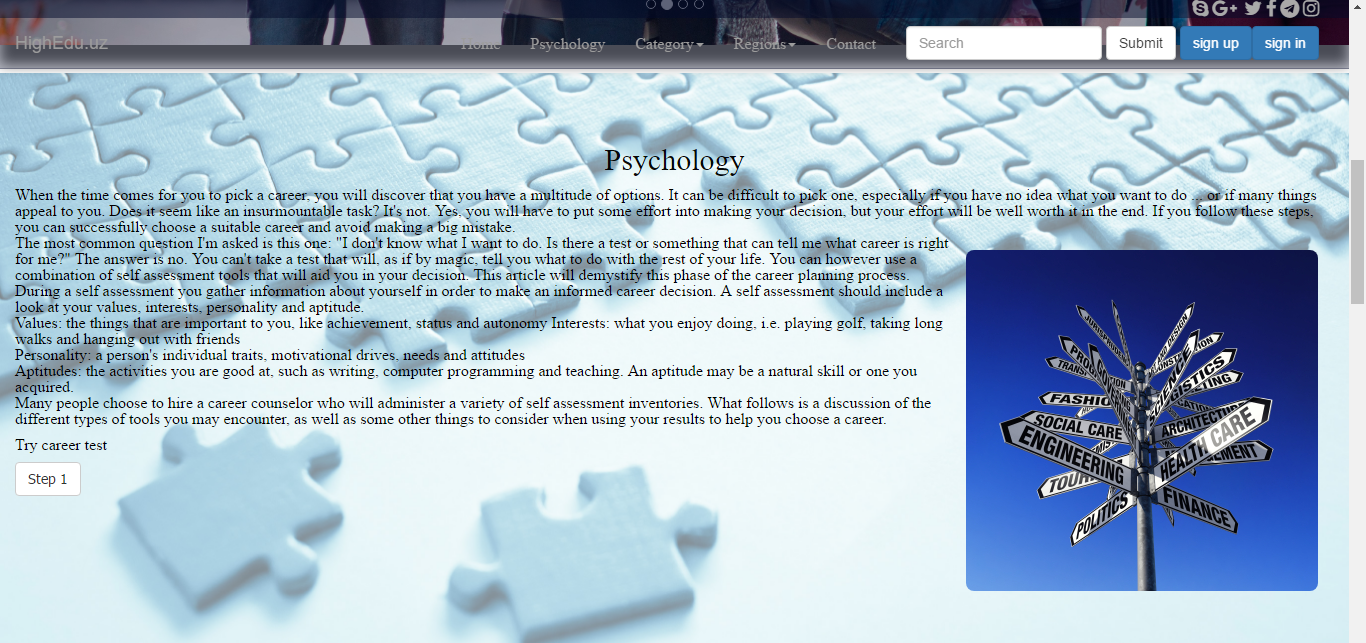 HighEdu.uz
Home Psychology Category Regions Contact Search Submit sign up sign in
Psychology
When the time comes for you to pick a career, you will discover that you have a multitude of options. It can be difficult to pick one, especially if you have no idea what you want to do ... or if many things
appeal to you. Does it seem like an insurmountable task? It's not. Yes, you will have to put some effort into making your decision, but your effort will be well worth it in the end. If you follow these steps,
you can successfully choose a suitable career and avoid making a big mistake.
The most common question I'm asked is this one: "I don't know what I want to do. Is there a test or something that can tell me what career is right
for me?" The answer is no. You can't take a test that will, as if by magic, tell you what to do with the rest of your life. You can however use a
combination of self assessment tools that will aid you in your decision. This article will demystify this phase of the career planning process.
During a self assessment you gather information about yourself in order to make an informed career decision. A self assessment should include a
look at your values, interests, personality and aptitude.
Values: the things that are important to you, like achievement, status and autonomy Interests: what you enjoy doing, i.e. playing golf, taking long
walks and hanging out with friends
Personality: a person's individual traits, motivational drives. needs and attitudes
Aptitudes: the activities you are good at, such as writing, computer programming and teaching. An aptitude may be a natural skill or one you
acquired.
Many people choose to hire a career counselor who will administer a variety of self assessment inventories. What follows is a discussion of the
different types of tools you may encounter, as well as some other things to consider when using your results to help you choose a career.
Try career test
Step 1
FASHION
SOCIAL CARE
ARCHITECTURE
ENGINEERING
HEALTH CARE
POLITICS
FINANCE